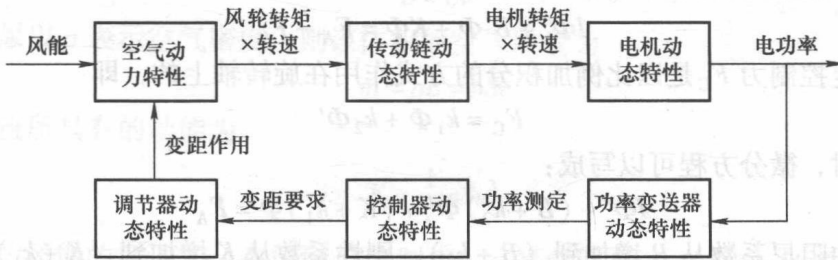 风能
空气动
力特性
风轮转矩
×转速
传动链动
态特性
电机转矩
×转速
电机动
态特性
电功率
变距作用
调节器动
态特性
变距要求
控制器动
态特性
功率测定
功率变送器
动态特性